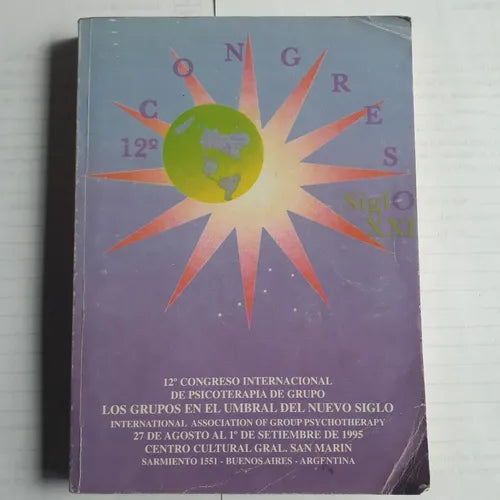 12º CONGRESO
Siglo
XXI
12º CONGRESO INTERNACIONAL
DE PSICOTERAPIA DE GRUPO
LOS GRUPOS EN EL UMBRAL DEL NUEVO SIGLO
INTERNATIONAL ASSOCIATION OF GROUP PSYCHOTHERAPY
27 DE AGOSTO AL 1º DE SETIEMBRE DE 1995
CENTRO CULTURAL GRAL. SAN MARIN
SARMIENTO 1551 - BUENOS AIRES - ARGENTINA